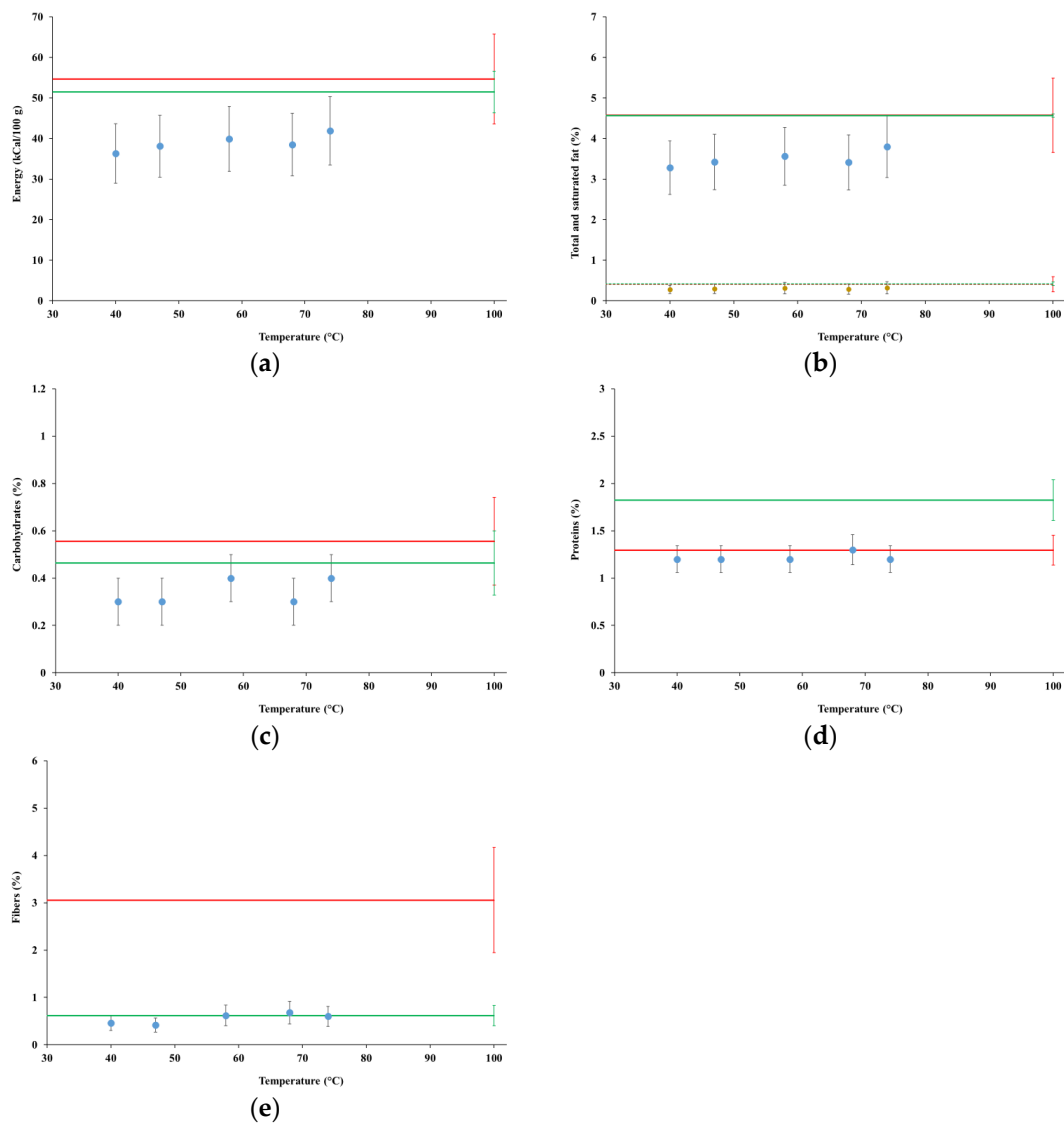 70
60
50
40
30
20
10
0
Energy (kCal/100 g)
30 40 50 60 70 80 90 100
Temperature (°C)
(a)
7
6
5
4
3
2
1
0
Total and saturated fat (%)
30 40 50 60 70 80 90 100
Temperature (°C)
(b)
1.2
1
0.8
0.6
0.4
0.2
0
Carbohydrates (%)
30 40 50 60 70 80 90 100
Temperature (°C)
(c)
3
2.5
2
1.5
1
0.5
0
Proteins (%)
30 40 50 60 70 80 90 100
Temperature (°C)
(d)
6
5
4
3
2
1
0
Fibers (%)
30 40 50 60 70 80 90 100
Temperature (°C)
(e)